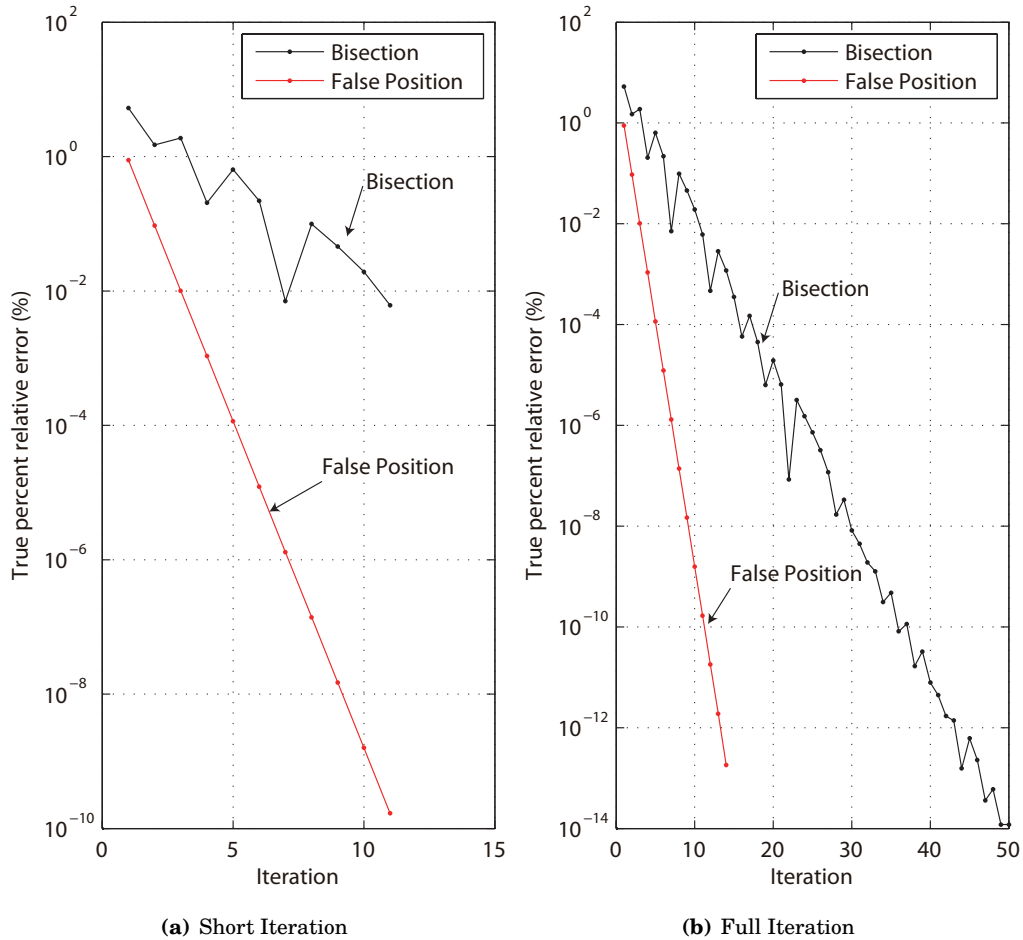 10^2
10^0
10^−2
10^−4
10^−6
10^−8
10^−10
0
5
10
15
True percent relative error (%)
Iteration
Bisection
False Position
Bisection
False Position
(a) Short Iteration
10^2
10^0
10^−2
10^−4
10^−6
10^−8
10^−10
10^−12
10^−14
0
10
20
30
40
50
True percent relative error (%)
Iteration
Bisection
False Position
Bisection
False Position
(b) Full Iteration